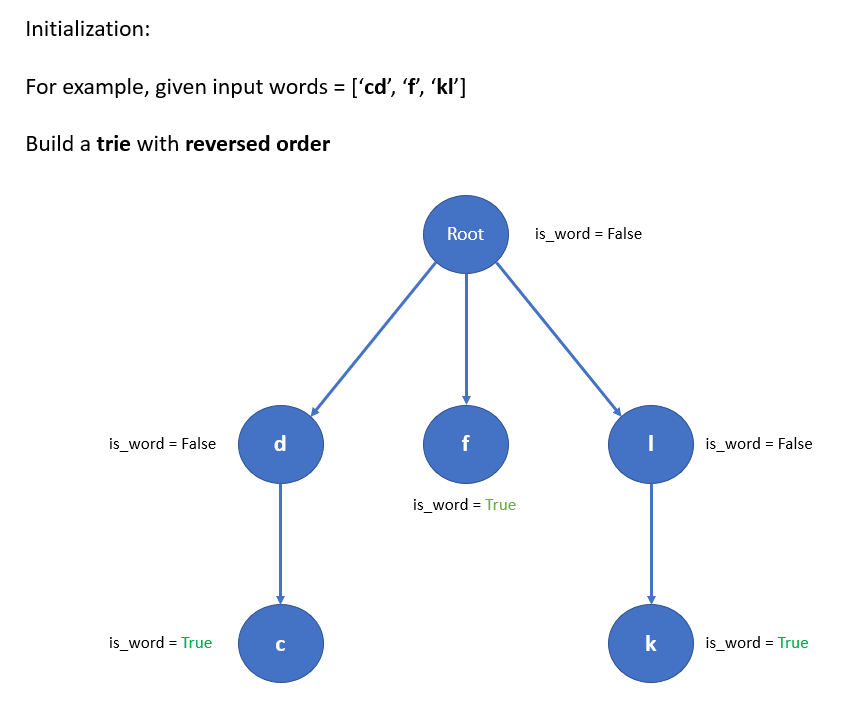 Initialization:
For example, given input words = [‘cd’, ‘f’, ‘kl’]
Build a trie with reversed order
Root
is_word = False
is_word = False
d
f
l
is_word = False
is_word = True
is_word = True
c
k
is_word = True